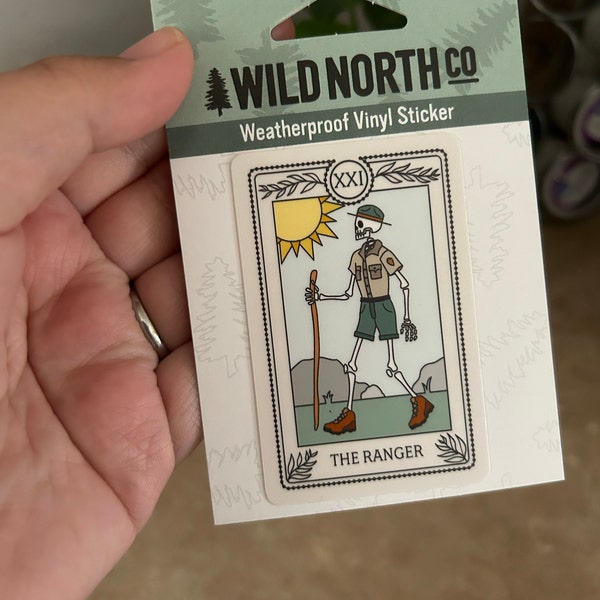 WILD NORTH CO
Weatherproof Vinyl Sticker
XXI
THE RANGER